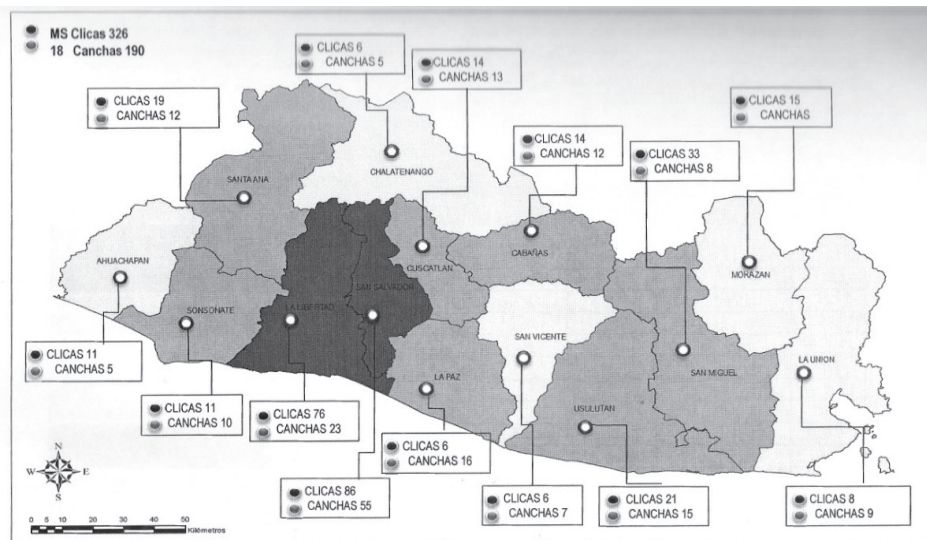 MS Clicas 326
18 Canchas 190
CLICAS 6
CANCHAS 5
CLICAS 14
CANCHAS 13
CLICAS 15
CANCHAS
CLICAS 19
CANCHAS 12
CLICAS 14
CANCHAS 12
CLICAS 33
CANCHAS 8
CHALATENANGO
SANTA ANA
CABAÑAS
CUSCATLAN
AHUACHAPAN
MORAZAN
SAN SALVADOR
SONSONATE
LA LIBERTAD
SAN VICENTE
LA UNION
SAN MIGUEL
LA PAZ
USULUTAN
CLICAS 11
CANCHAS 5
CLICAS 11
CANCHAS 10
CLICAS 76
CANCHAS 23
CLICAS 6
CANCHAS 16
CLICAS 86
CANCHAS 55
CLICAS 6
CANCHAS 7
CLICAS 21
CANCHAS 15
CLICAS 8
CANCHAS 9
N
W E
S
0 5 10 20 30 40 50
Kilómetros